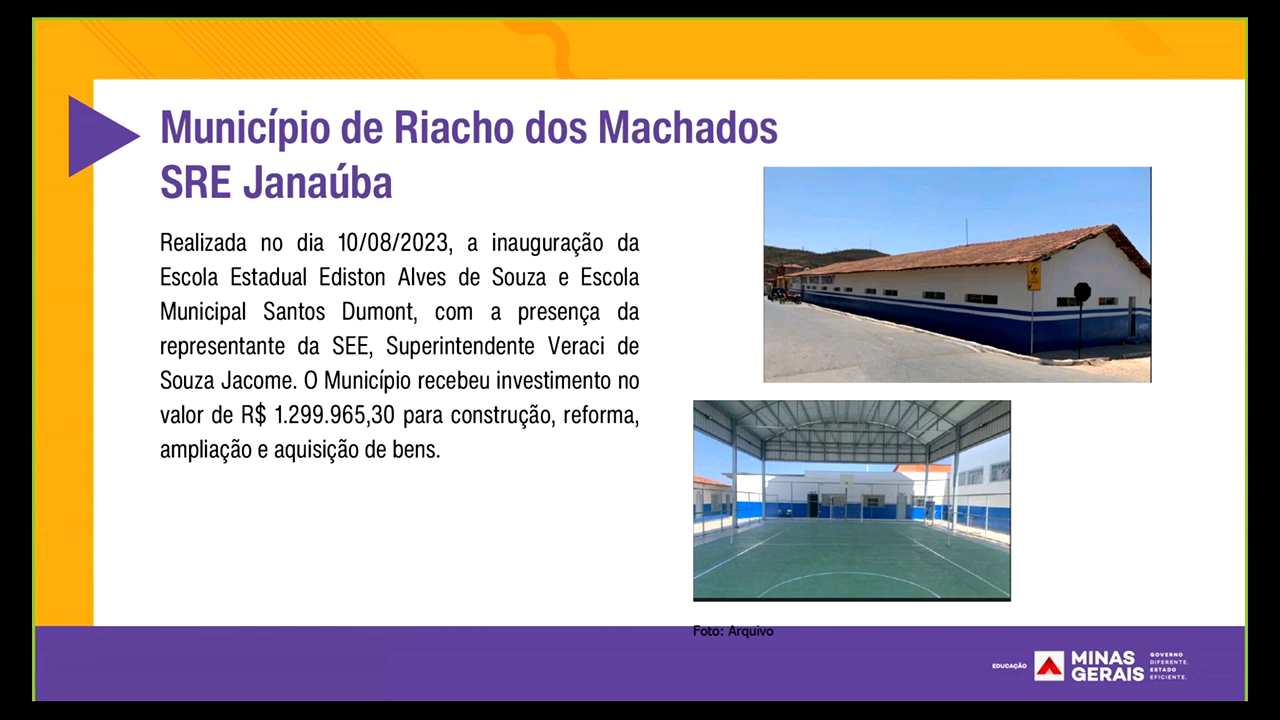 Município de Riacho dos Machados
SRE Janaúba
Realizada no dia 10/08/2023, a inauguração da
Escola Estadual Ediston Alves de Souza e Escola
Municipal Santos Dumont, com a presença da
representante da SEE, Superintendente Veraci de
Souza Jacome. O Município recebeu investimento no
valor de R$ 1.299.965,30 para construção, reforma,
ampliação e aquisição de bens.
Foto: Arquivo
EDUCAÇÃO
MINAS
GERAIS
GOVERNO
DIFERENTE.
ESTADO
EFICIENTE.